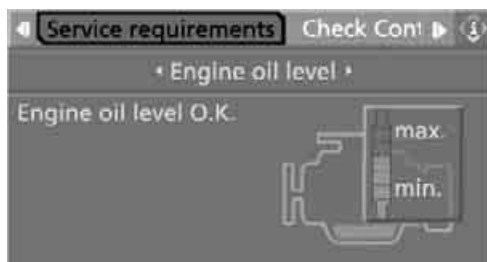 Service requirements Check Cont
Engine oil level
Engine oil level O.K.
max.
min.